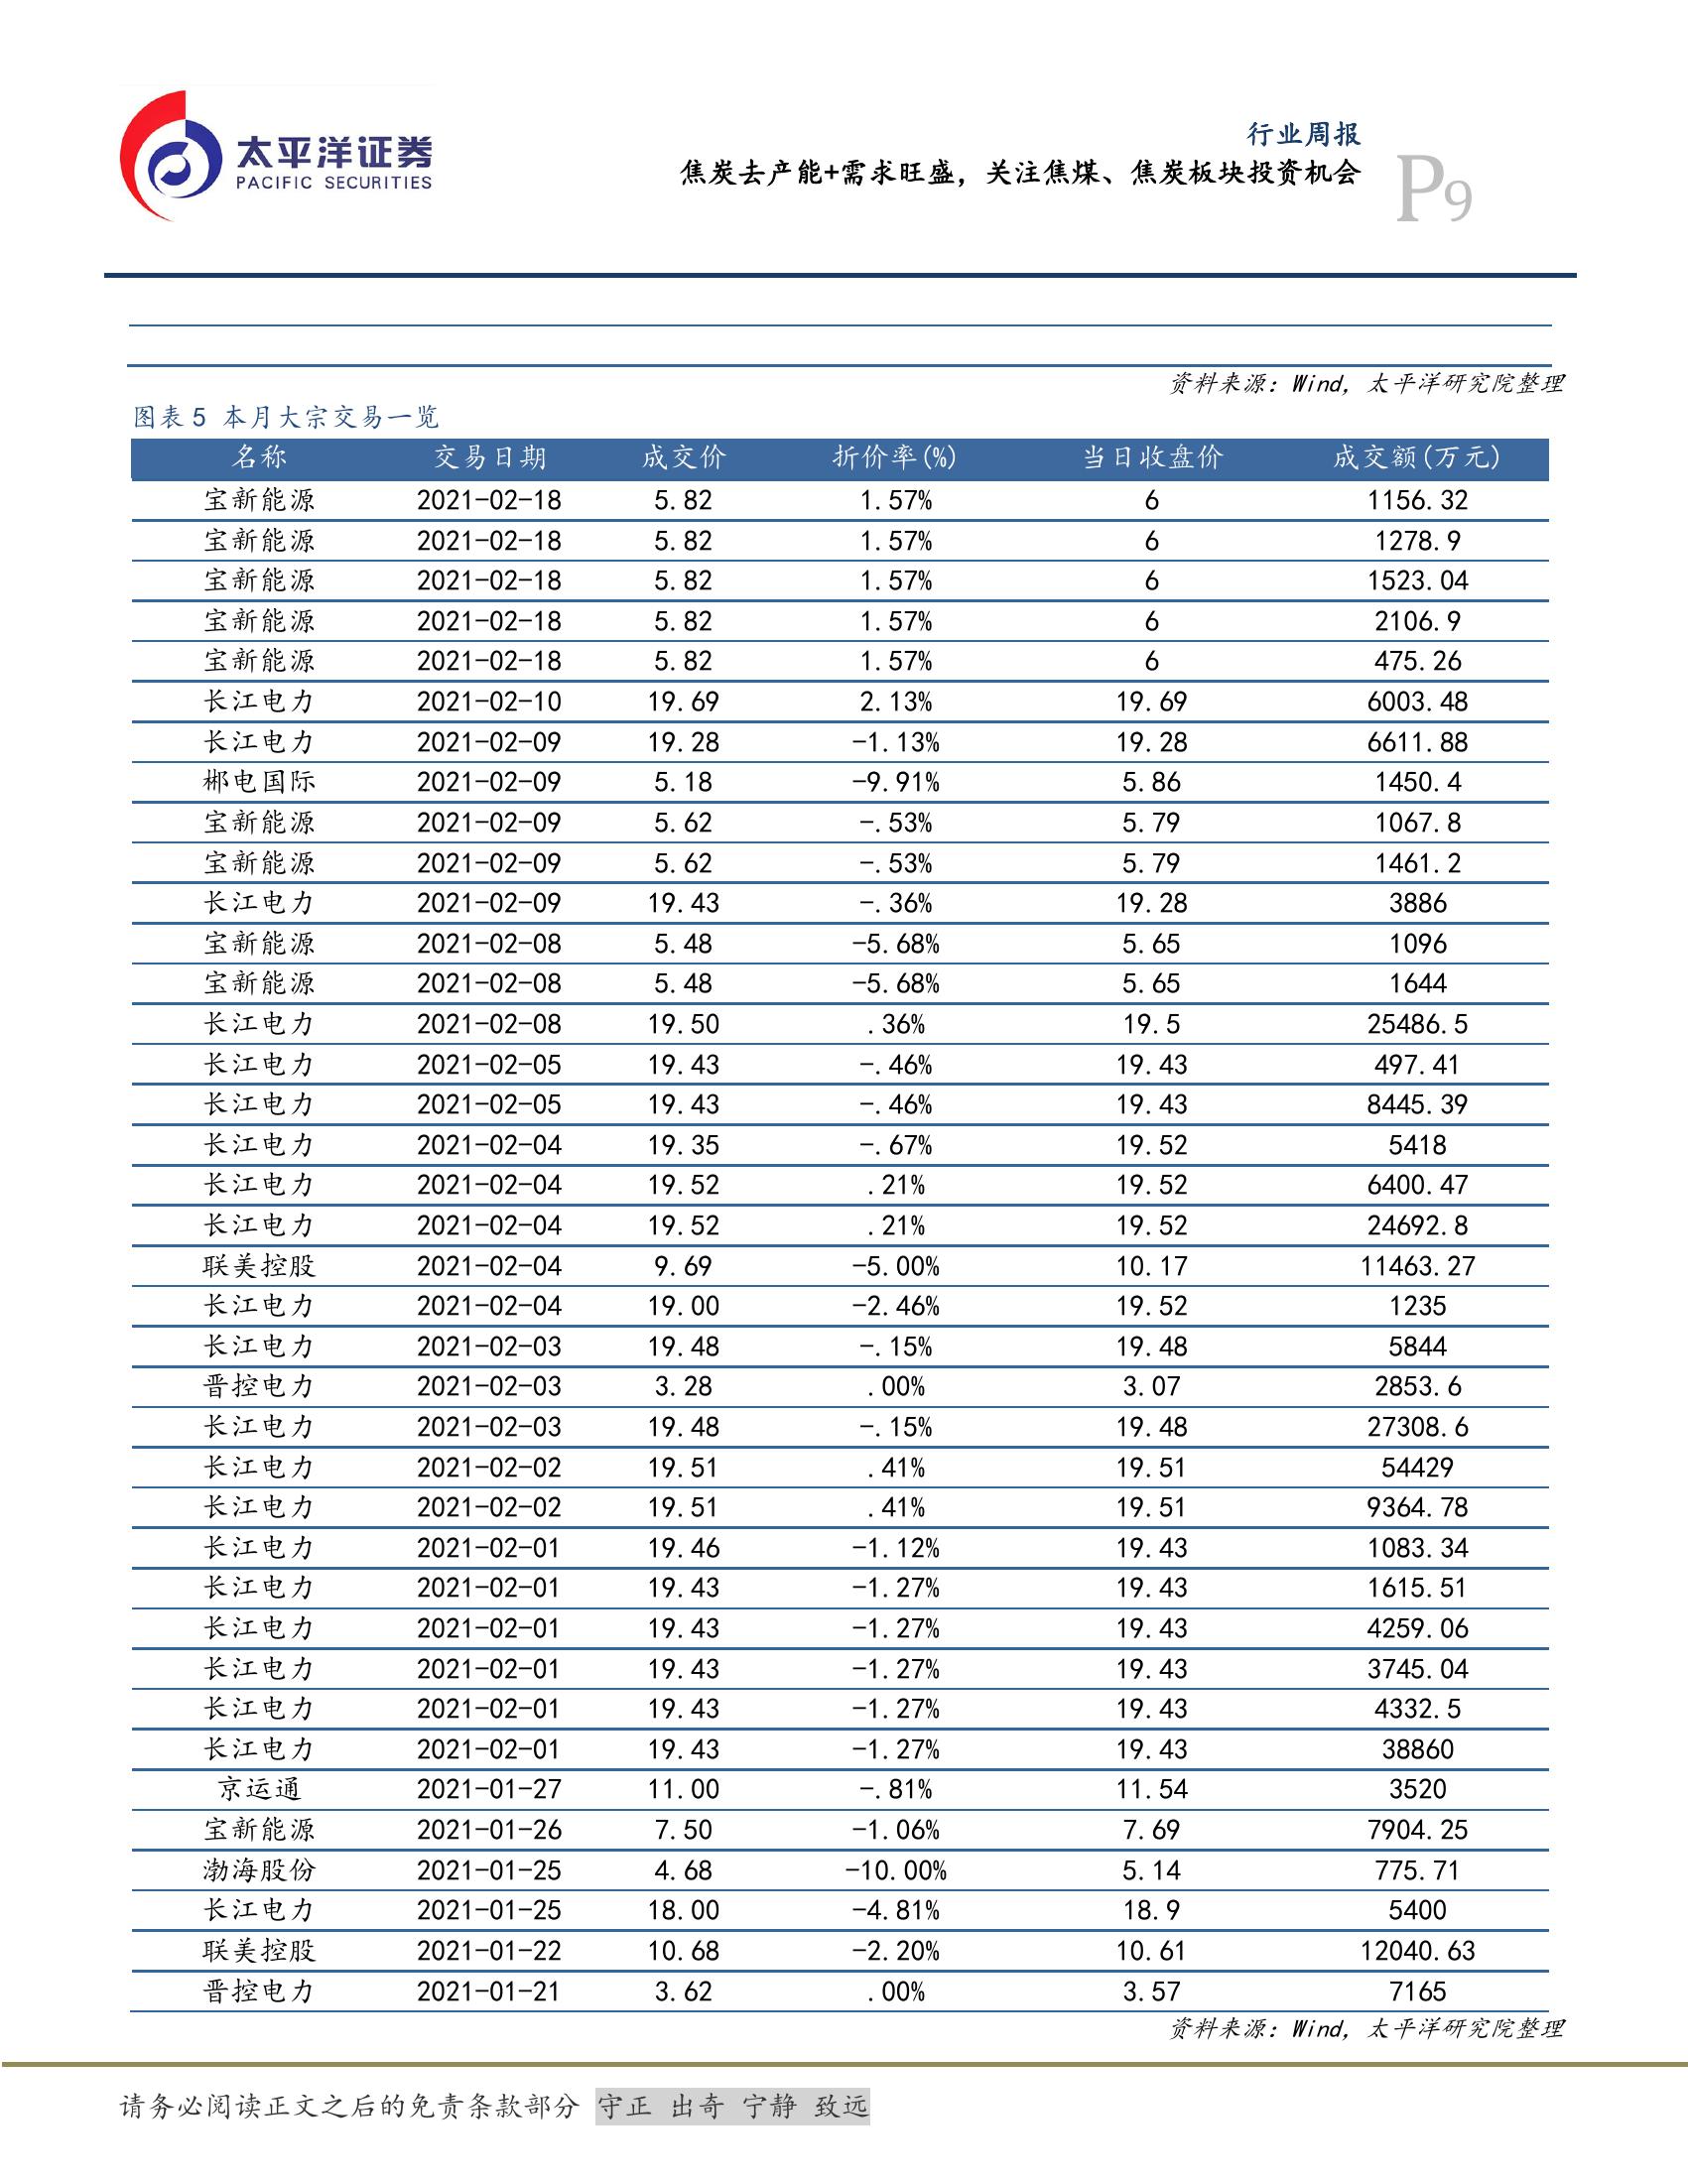 太平洋证券
PACIFIC SECURITIES
行业周报
焦炭去产能+需求旺盛，关注焦煤、焦炭板块投资机会
P9
资料来源：Wind，太平洋研究院整理
图表 5 本月大宗交易一览
名称 交易日期 成交价 折价率(%) 当日收盘价 成交额(万元)
宝新能源 2021-02-18 5.82 1.57% 6 1156.32
宝新能源 2021-02-18 5.82 1.57% 6 1278.9
宝新能源 2021-02-18 5.82 1.57% 6 1523.04
宝新能源 2021-02-18 5.82 1.57% 6 2106.9
宝新能源 2021-02-18 5.82 1.57% 6 475.26
长江电力 2021-02-10 19.69 2.13% 19.69 6003.48
长江电力 2021-02-09 19.28 -1.13% 19.28 6611.88
郴电国际 2021-02-09 5.18 -9.91% 5.86 1450.4
宝新能源 2021-02-09 5.62 -.53% 5.79 1067.8
宝新能源 2021-02-09 5.62 -.53% 5.79 1461.2
长江电力 2021-02-09 19.43 -.36% 19.28 3886
宝新能源 2021-02-08 5.48 -5.68% 5.65 1096
宝新能源 2021-02-08 5.48 -5.68% 5.65 1644
长江电力 2021-02-08 19.50 .36% 19.5 25486.5
长江电力 2021-02-05 19.43 -.46% 19.43 497.41
长江电力 2021-02-05 19.43 -.46% 19.43 8445.39
长江电力 2021-02-04 19.35 -.67% 19.52 5418
长江电力 2021-02-04 19.52 .21% 19.52 6400.47
长江电力 2021-02-04 19.52 .21% 19.52 24692.8
联美控股 2021-02-04 9.69 -5.00% 10.17 11463.27
长江电力 2021-02-04 19.00 -2.46% 19.52 1235
长江电力 2021-02-03 19.48 -.15% 19.48 5844
晋控电力 2021-02-03 3.28 .00% 3.07 2853.6
长江电力 2021-02-03 19.48 -.15% 19.48 27308.6
长江电力 2021-02-02 19.51 .41% 19.51 54429
长江电力 2021-02-02 19.51 .41% 19.51 9364.78
长江电力 2021-02-01 19.46 -1.12% 19.43 1083.34
长江电力 2021-02-01 19.43 -1.27% 19.43 1615.51
长江电力 2021-02-01 19.43 -1.27% 19.43 4259.06
长江电力 2021-02-01 19.43 -1.27% 19.43 3745.04
长江电力 2021-02-01 19.43 -1.27% 19.43 4332.5
长江电力 2021-02-01 19.43 -1.27% 19.43 38860
京运通 2021-01-27 11.00 -.81% 11.54 3520
宝新能源 2021-01-26 7.50 -1.06% 7.69 7904.25
渤海股份 2021-01-25 4.68 -10.00% 5.14 775.71
长江电力 2021-01-25 18.00 -4.81% 18.9 5400
联美控股 2021-01-22 10.68 -2.20% 10.61 12040.63
晋控电力 2021-01-21 3.62 .00% 3.57 7165
资料来源：Wind，太平洋研究院整理
请务必阅读正文之后的免责条款部分 守正 出奇 宁静 致远